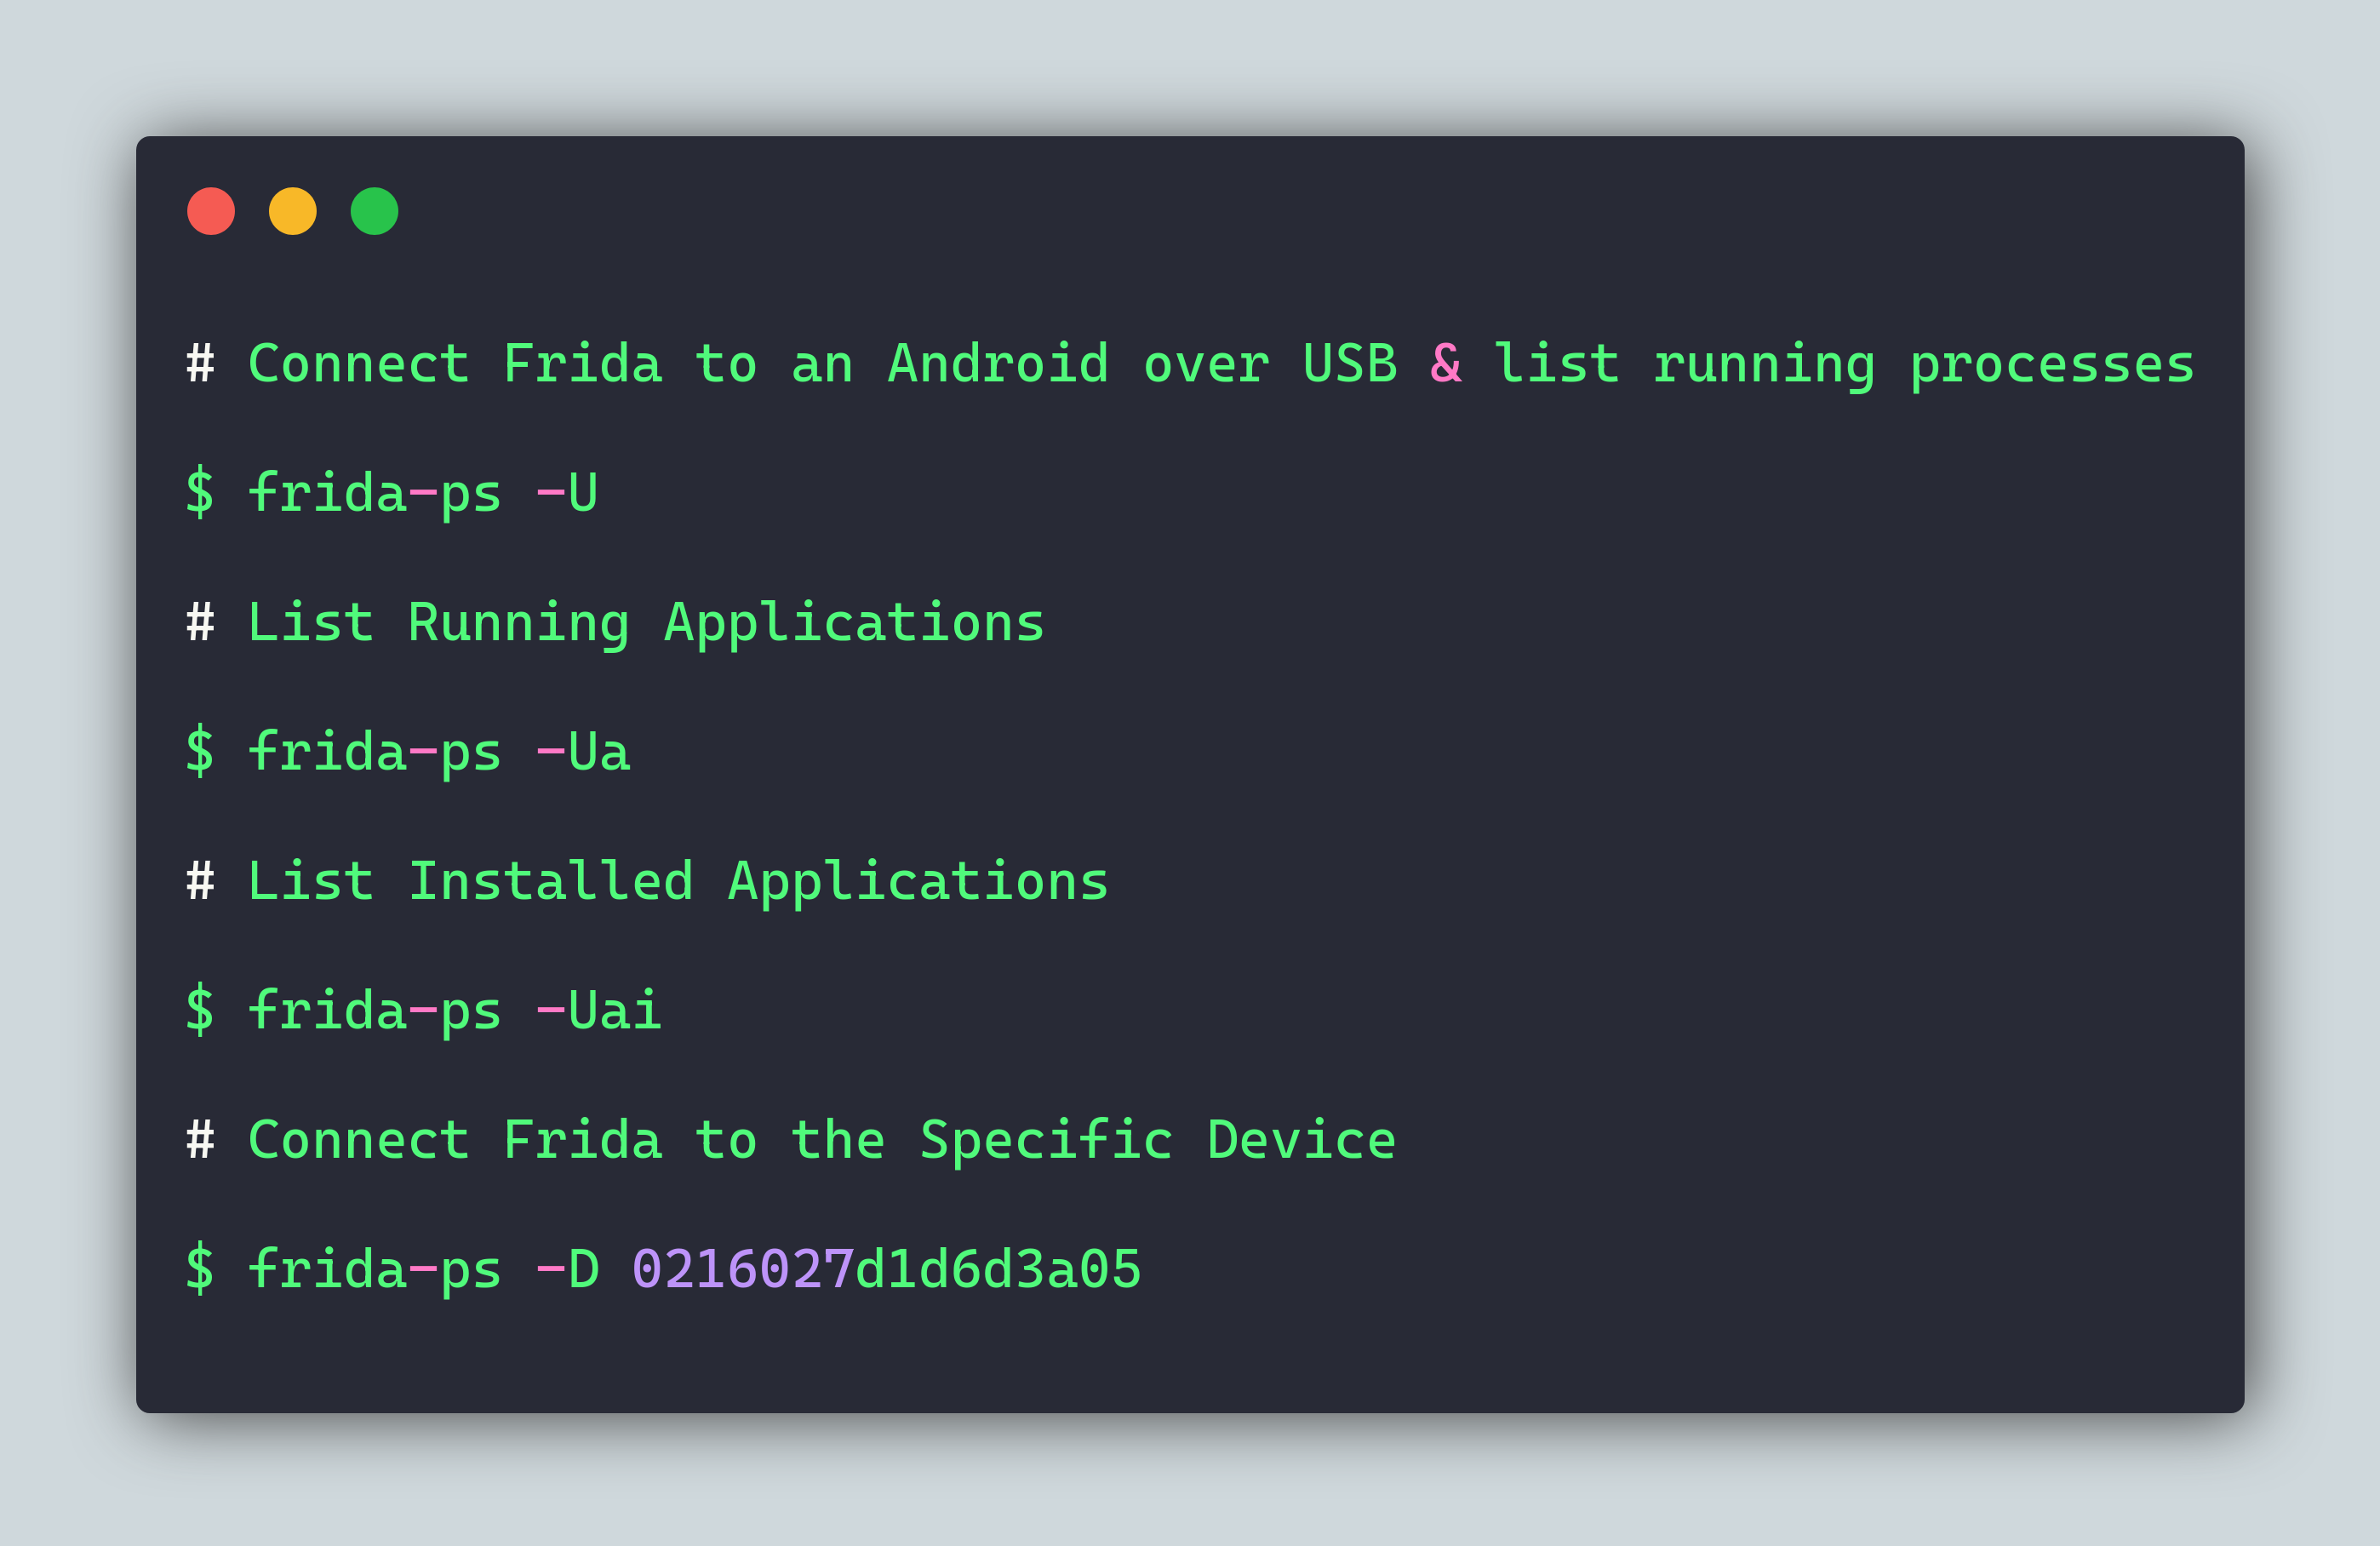 # Connect Frida to an Android over USB & list running processes
$ frida-ps -U
# List Running Applications
$ frida-ps -Ua
# List Installed Applications
$ frida-ps -Uai
# Connect Frida to the Specific Device
$ frida-ps -D 0216027d1d6d3a05